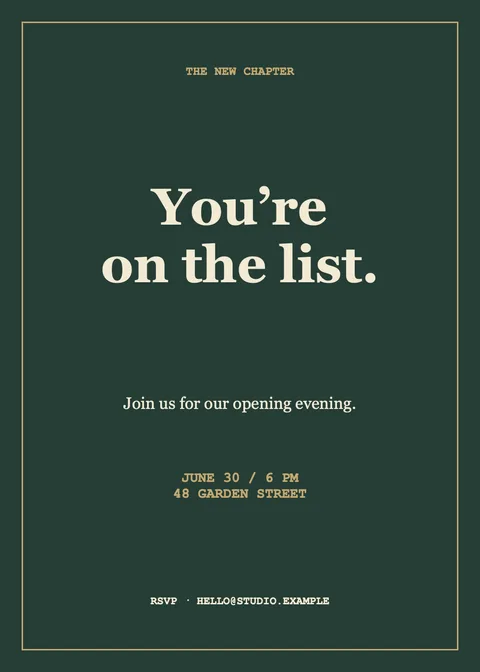 THE NEW CHAPTER
You’re
on the list.
Join us for our opening evening.
JUNE 30 / 6 PM
48 GARDEN STREET
RSVP · HELLO@STUDIO.EXAMPLE